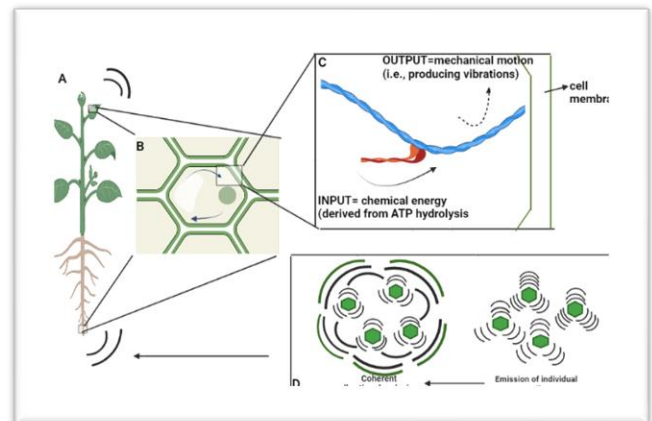 A
B
C
OUTPUT=mechanical motion
(i.e., producing vibrations)
cell
membra
INPUT= chemical energy
(derived from ATP hydrolysis
D
Coherent
Emission of individual